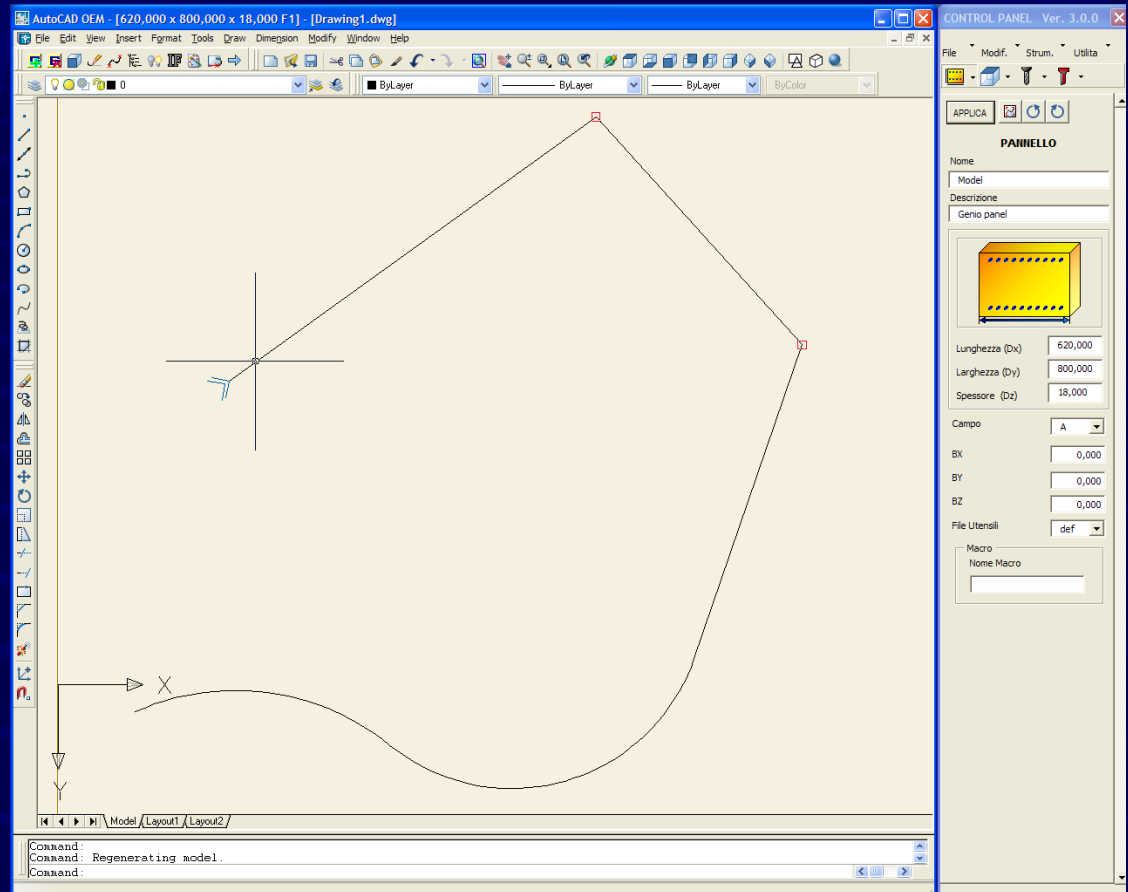 AutoCAD OEM - [620,000 x 800,000 x 18,000 F1] - [Drawing1.dwg]
File Edit View Insert Format Tools Draw Dimension Modify Window Help
0
ByLayer
ByLayer
ByLayer
ByColor
X
Y
Model
Layout1
Layout2
Command:
Command: Regenerating model.
Command:
CONTROL PANEL Ver. 3.0.0
File Modif. Strum. Utilita
APPLICA
PANNELLO
Nome
Model
Descrizione
Genio panel
Lunghezza (Dx) 620,000
Larghezza (Dy) 800,000
Spessore (Dz) 18,000
Campo A
BX 0,000
BY 0,000
BZ 0,000
File Utensili def
Macro
Nome Macro